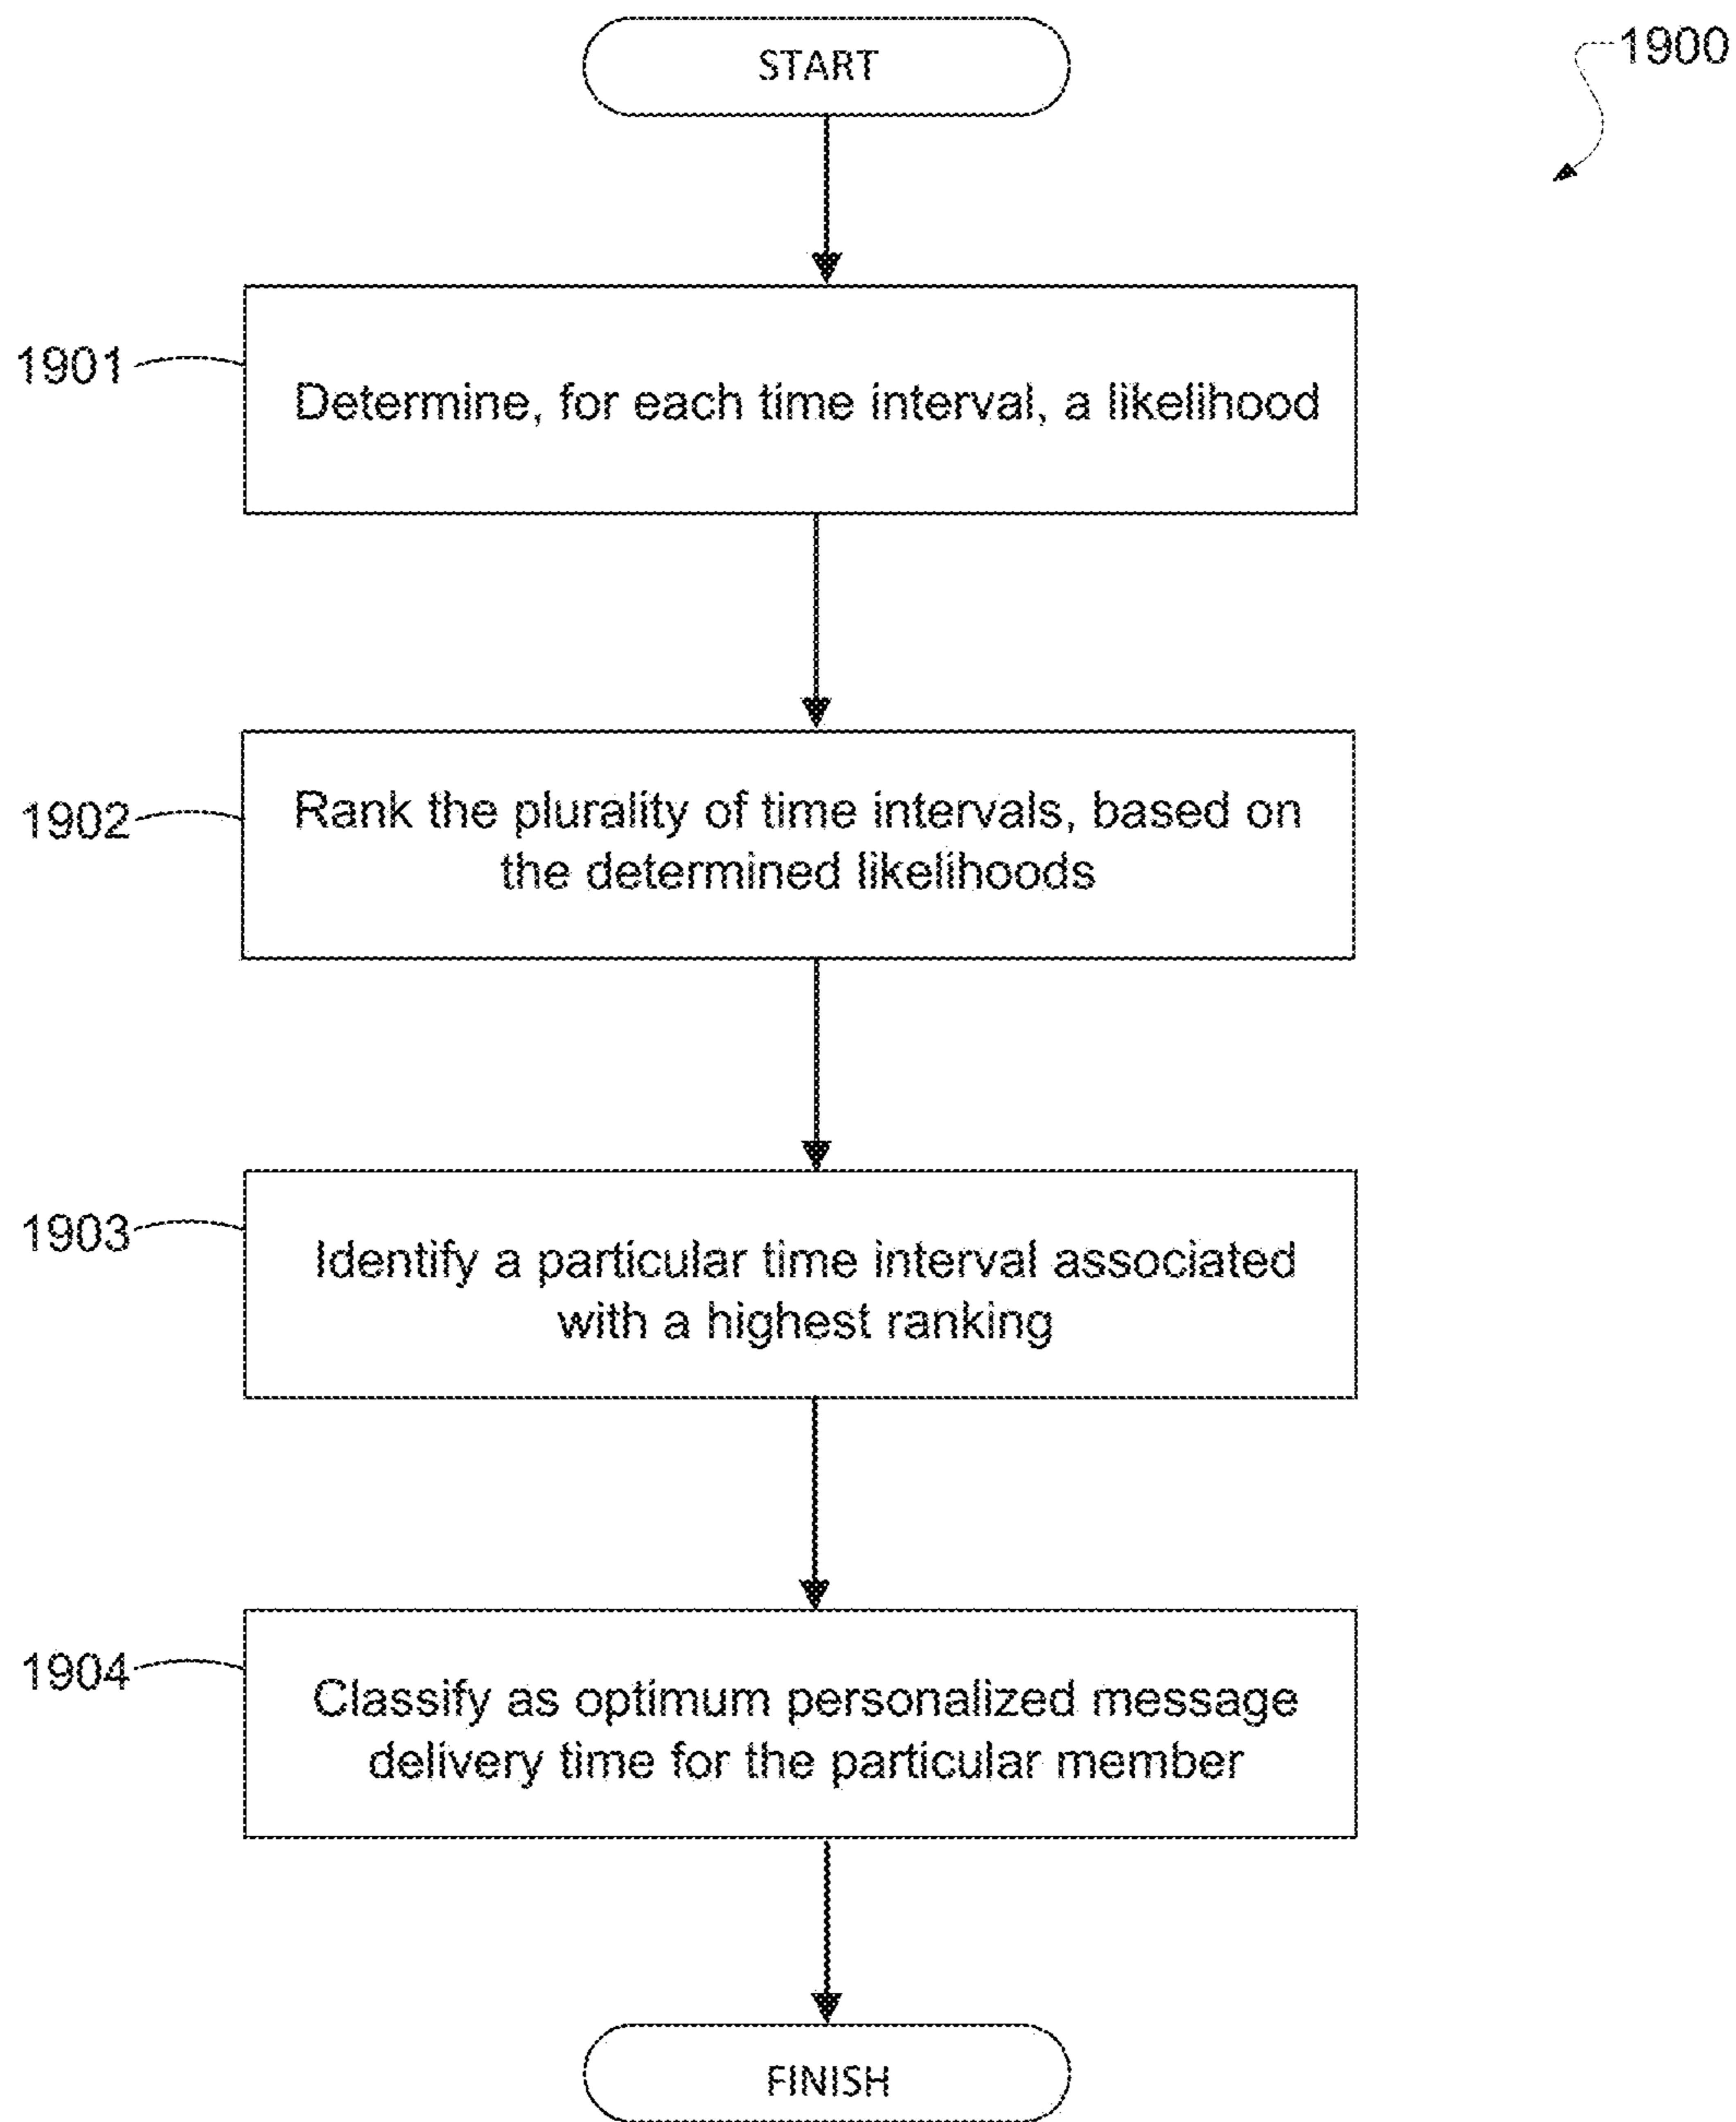 START
1900
1901
Determine, for each time interval, a likelihood
1902
Rank the plurality of time intervals, based on
the determined likelihoods
1903
Identify a particular time interval associated
with a highest ranking
1904
Classify as optimum personalized message
delivery time for the particular member
FINISH